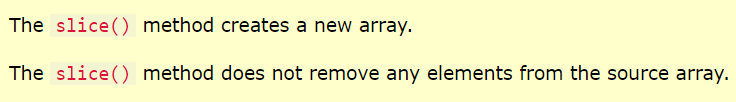 The slice() method creates a new array.
The slice() method does not remove any elements from the source array.